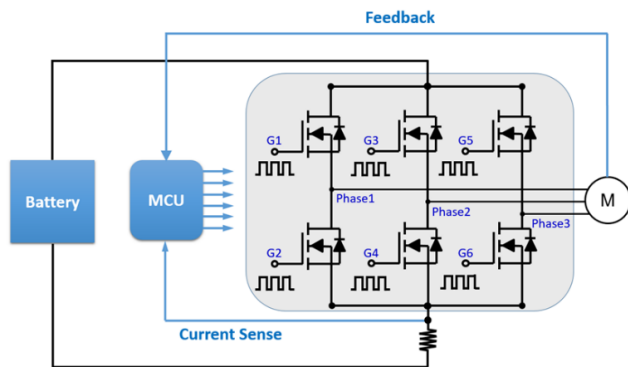 Feedback
G1
G3
G5
Battery
MCU
Phase1
Phase2
M
Phase3
G2
G4
G6
Current Sense